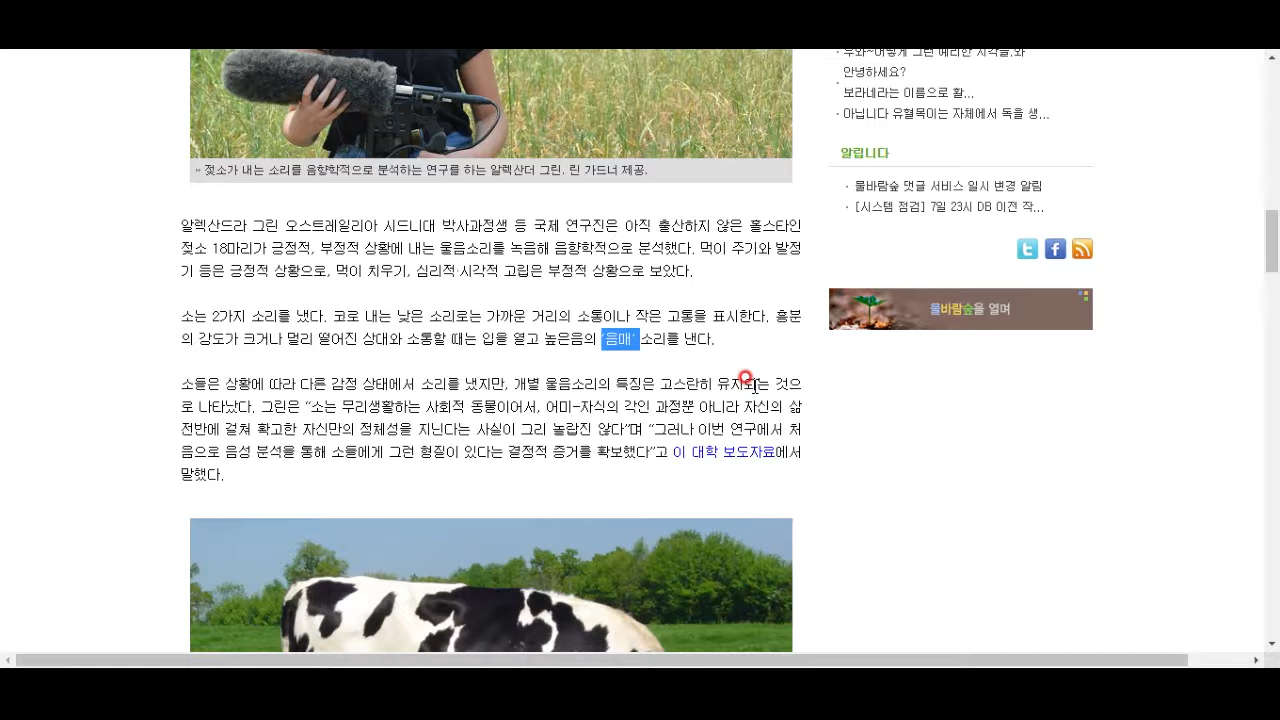 안녕하세요?
보라네라는 이름으로 활...
아닙니다 유혈목이는 자체에서 독을 생...
알립니다
물바람숲 댓글 서비스 일시 변경 알림
[시스템 점검] 7일 23시 DB 이전 작...
물바람숲을 열며
» 젖소가 내는 소리를 음향학적으로 분석하는 연구를 하는 알렉산더 그린. 린 가드너 제공.
알렉산드라 그린 오스트레일리아 시드니대 박사과정생 등 국제 연구진은 아직 출산하지 않은 홀스타인
젖소 18마리가 긍정적, 부정적 상황에 내는 울음소리를 녹음해 음향학적으로 분석했다. 먹이 주기와 발정
기 등은 긍정적 상황으로, 먹이 치우기, 심리적·시각적 고립은 부정적 상황으로 보았다.
소는 2가지 소리를 냈다. 코로 내는 낮은 소리로는 가까운 거리의 소통이나 작은 고통을 표시한다. 흥분
의 강도가 크거나 멀리 떨어진 상대와 소통할 때는 입을 열고 높은음의 ‘음매’ 소리를 낸다.
소들은 상황에 따라 다른 감정 상태에서 소리를 냈지만, 개별 울음소리의 특징은 고스란히 유지되는 것으
로 나타났다. 그린은 “소는 무리생활하는 사회적 동물이어서, 어미-자식의 각인 과정뿐 아니라 자신의 삶
전반에 걸쳐 확고한 자신만의 정체성을 지닌다는 사실이 그리 놀랍진 않다”며 “그러나 이번 연구에서 처
음으로 음성 분석을 통해 소들에게 그런 형질이 있다는 결정적 증거를 확보했다”고 이 대학 보도자료에서
말했다.